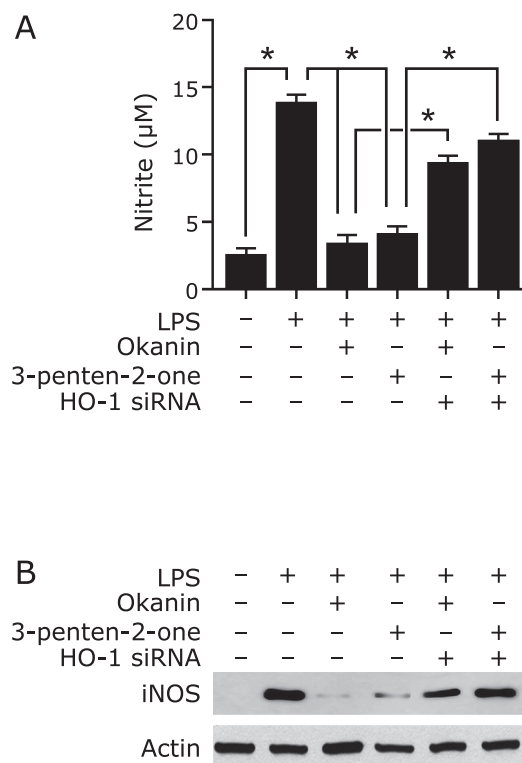 A
20
15
10
5
0
Nitrite (µM)
* * * *
LPS − + + + + +
Okanin − − + − + −
3-penten-2-one − − − + − +
HO-1 siRNA − − − − + +
B
LPS − + + + + +
Okanin − − + − + −
3-penten-2-one − − − + − +
HO-1 siRNA − − − − + +
iNOS
Actin